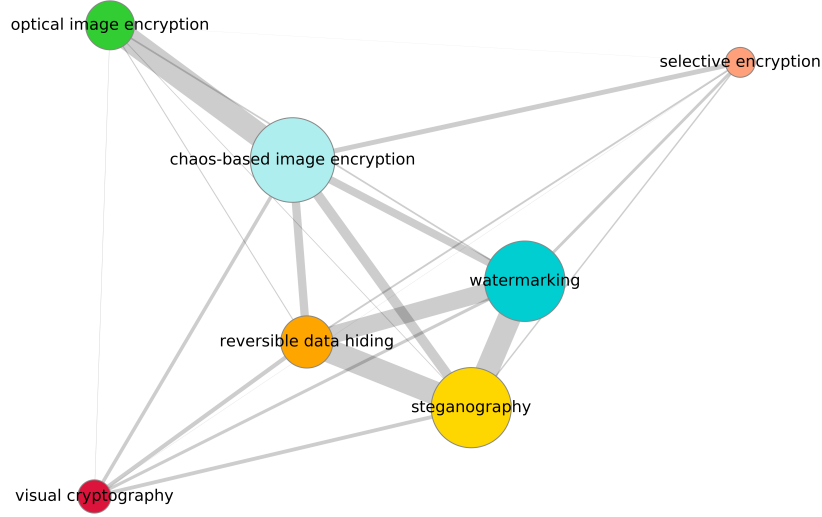 optical image encryption
selective encryption
chaos-based image encryption
watermarking
reversible data hiding
steganography
visual cryptography